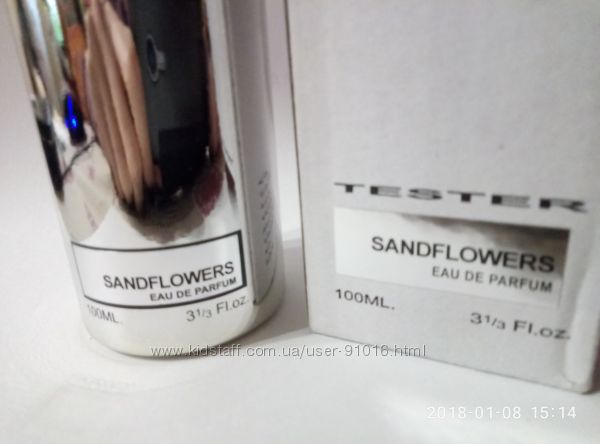 SANDFLOWERS
EAU DE PARFUM
100ML.
3 1/3 Fl.oz.
TESTER
SANDFLOWERS
EAU DE PARFUM
100ML.
3 1/3 Fl.oz.
www.kidstaff.com.ua/user-91016.html
2018-01-08 15:14